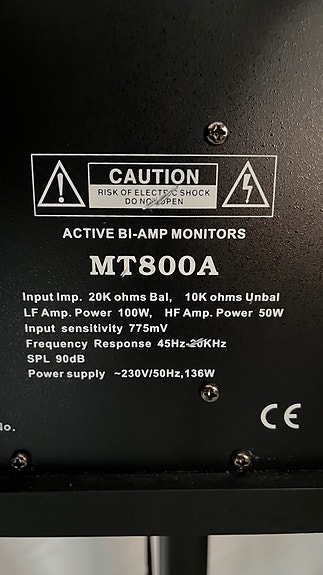 CAUTION
RISK OF ELECTRIC SHOCK
DO NOT OPEN
ACTIVE BI-AMP MONITORS
MT800A
Input Imp. 20K ohms Bal, 10K ohms Unbal
LF Amp. Power 100W, HF Amp. Power 50W
Input sensitivity 775mV
Frequency Response 45Hz-20KHz
SPL 90dB
Power supply ~230V/50Hz,136W
CE
No.